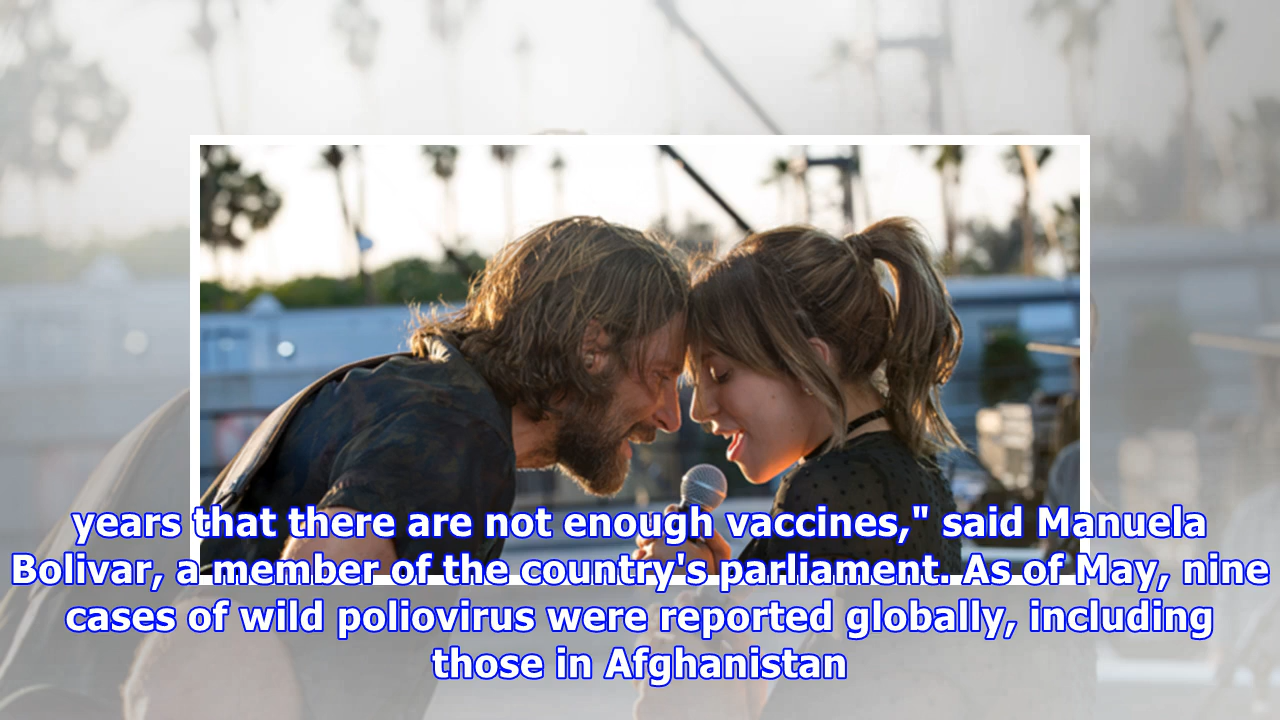 years that there are not enough vaccines," said Manuela
Bolivar, a member of the country's parliament. As of May, nine
cases of wild poliovirus were reported globally, including
those in Afghanistan